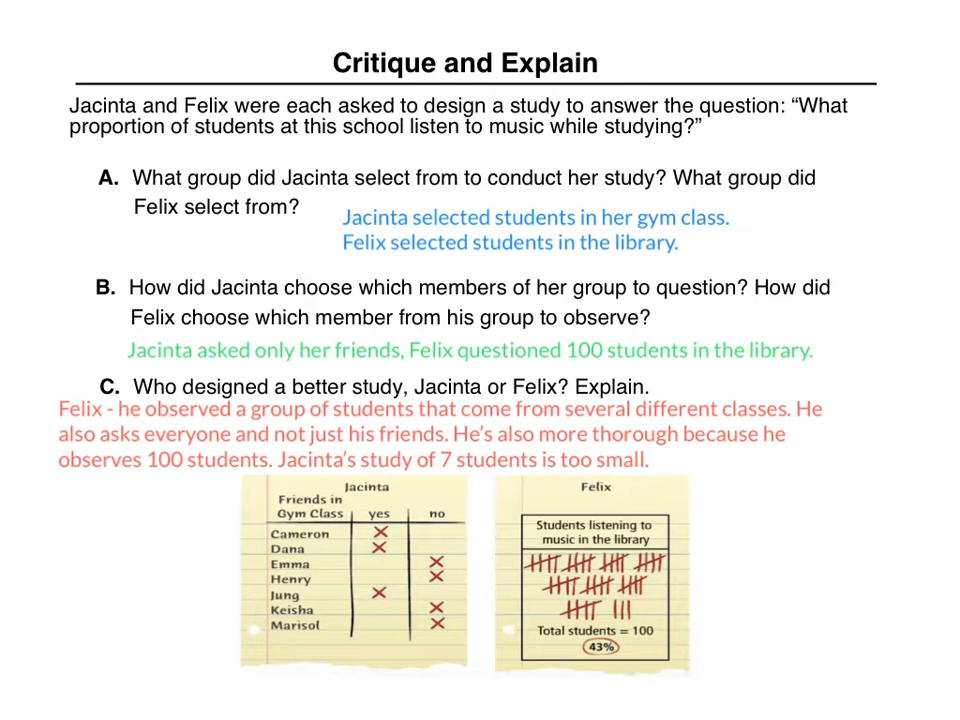 Critique and Explain
Jacinta and Felix were each asked to design a study to answer the question: “What
proportion of students at this school listen to music while studying?”
A. What group did Jacinta select from to conduct her study? What group did
Felix select from?
Jacinta selected students in her gym class.
Felix selected students in the library.
B. How did Jacinta choose which members of her group to question? How did
Felix choose which member from his group to observe?
Jacinta asked only her friends, Felix questioned 100 students in the library.
C. Who designed a better study, Jacinta or Felix? Explain.
Felix - he observed a group of students that come from several different classes. He
also asks everyone and not just his friends. He’s also more thorough because he
observes 100 students. Jacinta’s study of 7 students is too small.
Jacinta
Friends in
Gym Class yes no
Cameron X
Dana X
Emma X
Henry X
Jung X
Keisha X
Marisol X
Felix
Students listening to
music in the library
Total students = 100
43%